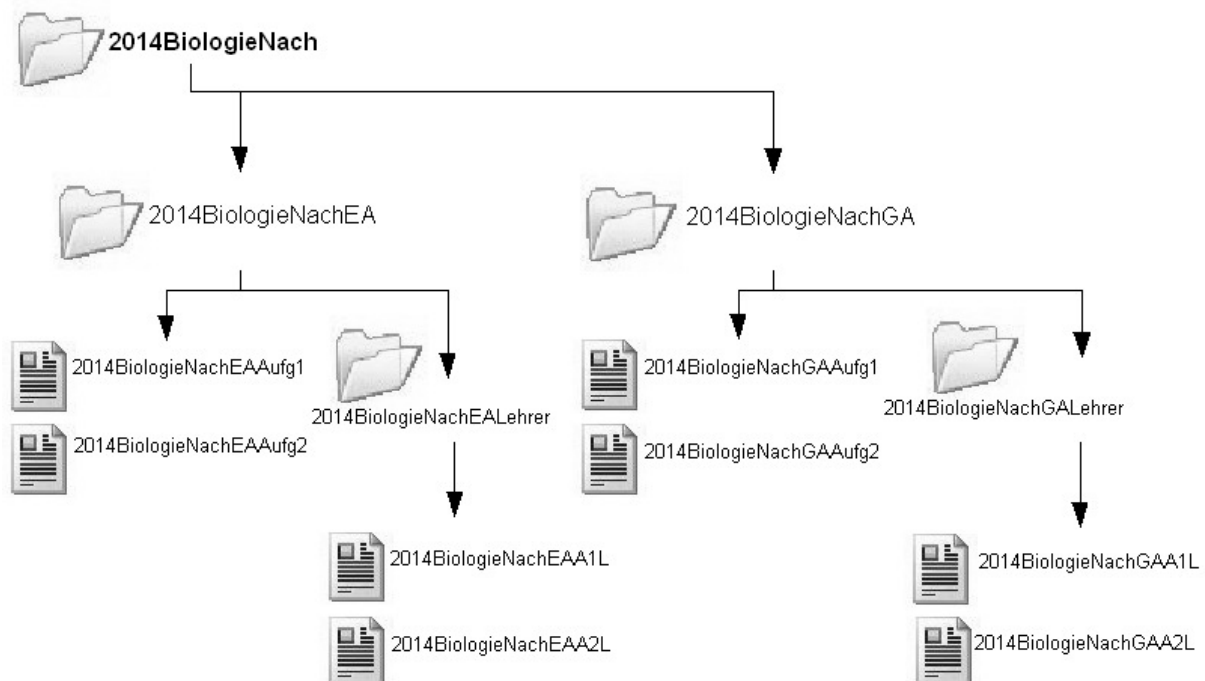 2014BiologieNach
2014BiologieNachEA
2014BiologieNachGA
2014BiologieNachEAAufg1
2014BiologieNachGAAufg1
2014BiologieNachEALehrer
2014BiologieNachGALehrer
2014BiologieNachEAAufg2
2014BiologieNachGAAufg2
2014BiologieNachEAA1L
2014BiologieNachGAA1L
2014BiologieNachEAA2L
2014BiologieNachGAA2L